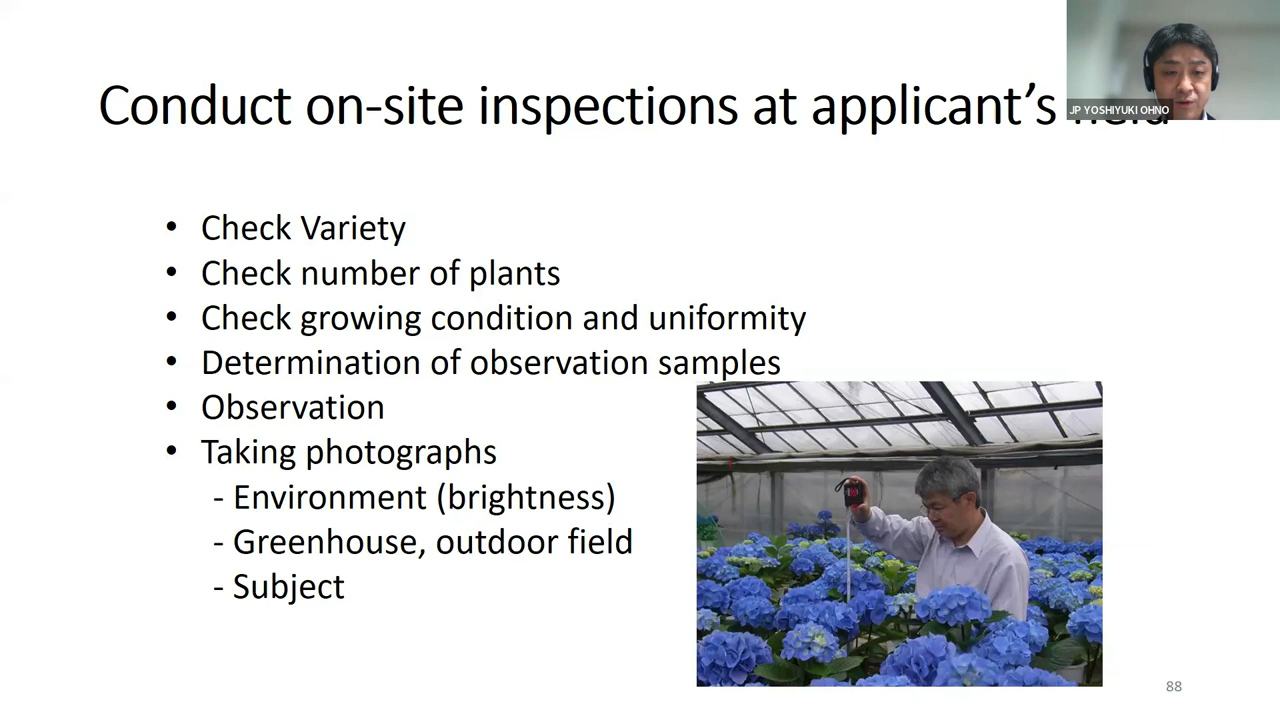 Conduct on-site inspections at applicant's
JP YOSHIYUKI OHNO
• Check Variety
• Check number of plants
• Check growing condition and uniformity
• Determination of observation samples
• Observation
• Taking photographs
- Environment (brightness)
- Greenhouse, outdoor field
- Subject
88